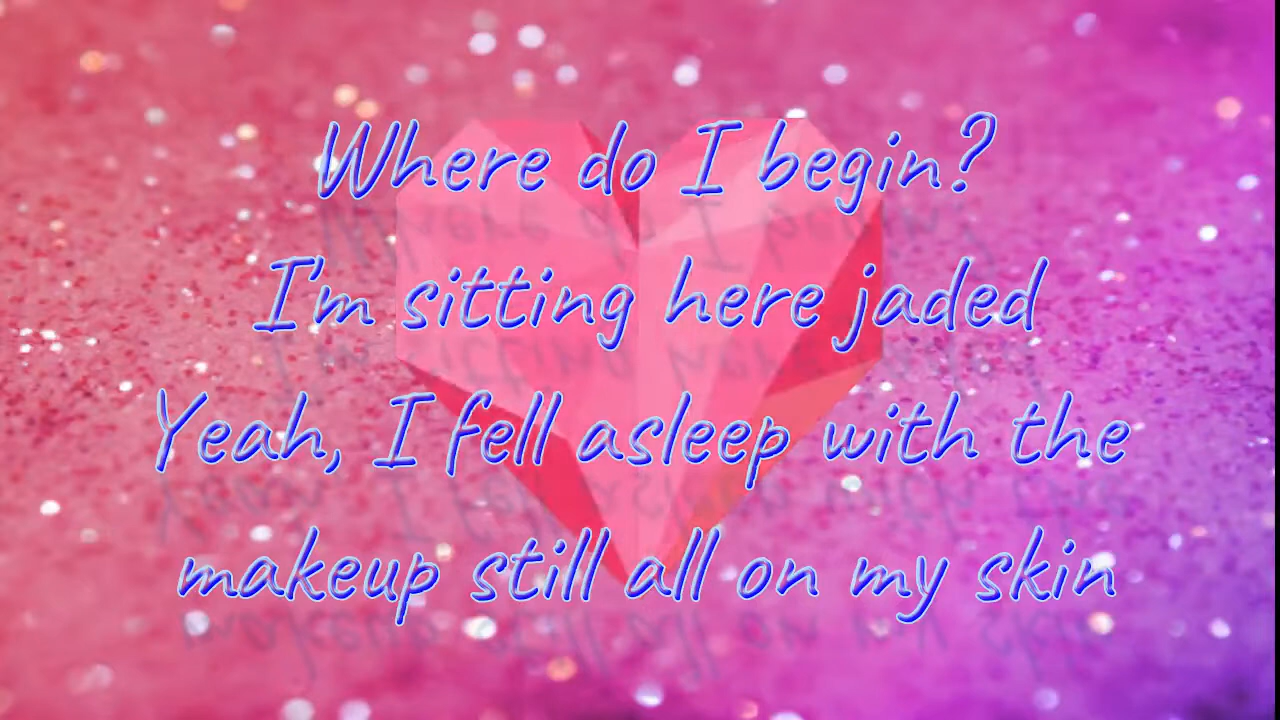 Where do I begin?
I'm sitting here jaded
Yeah, I fell asleep with the
makeup still all on my skin